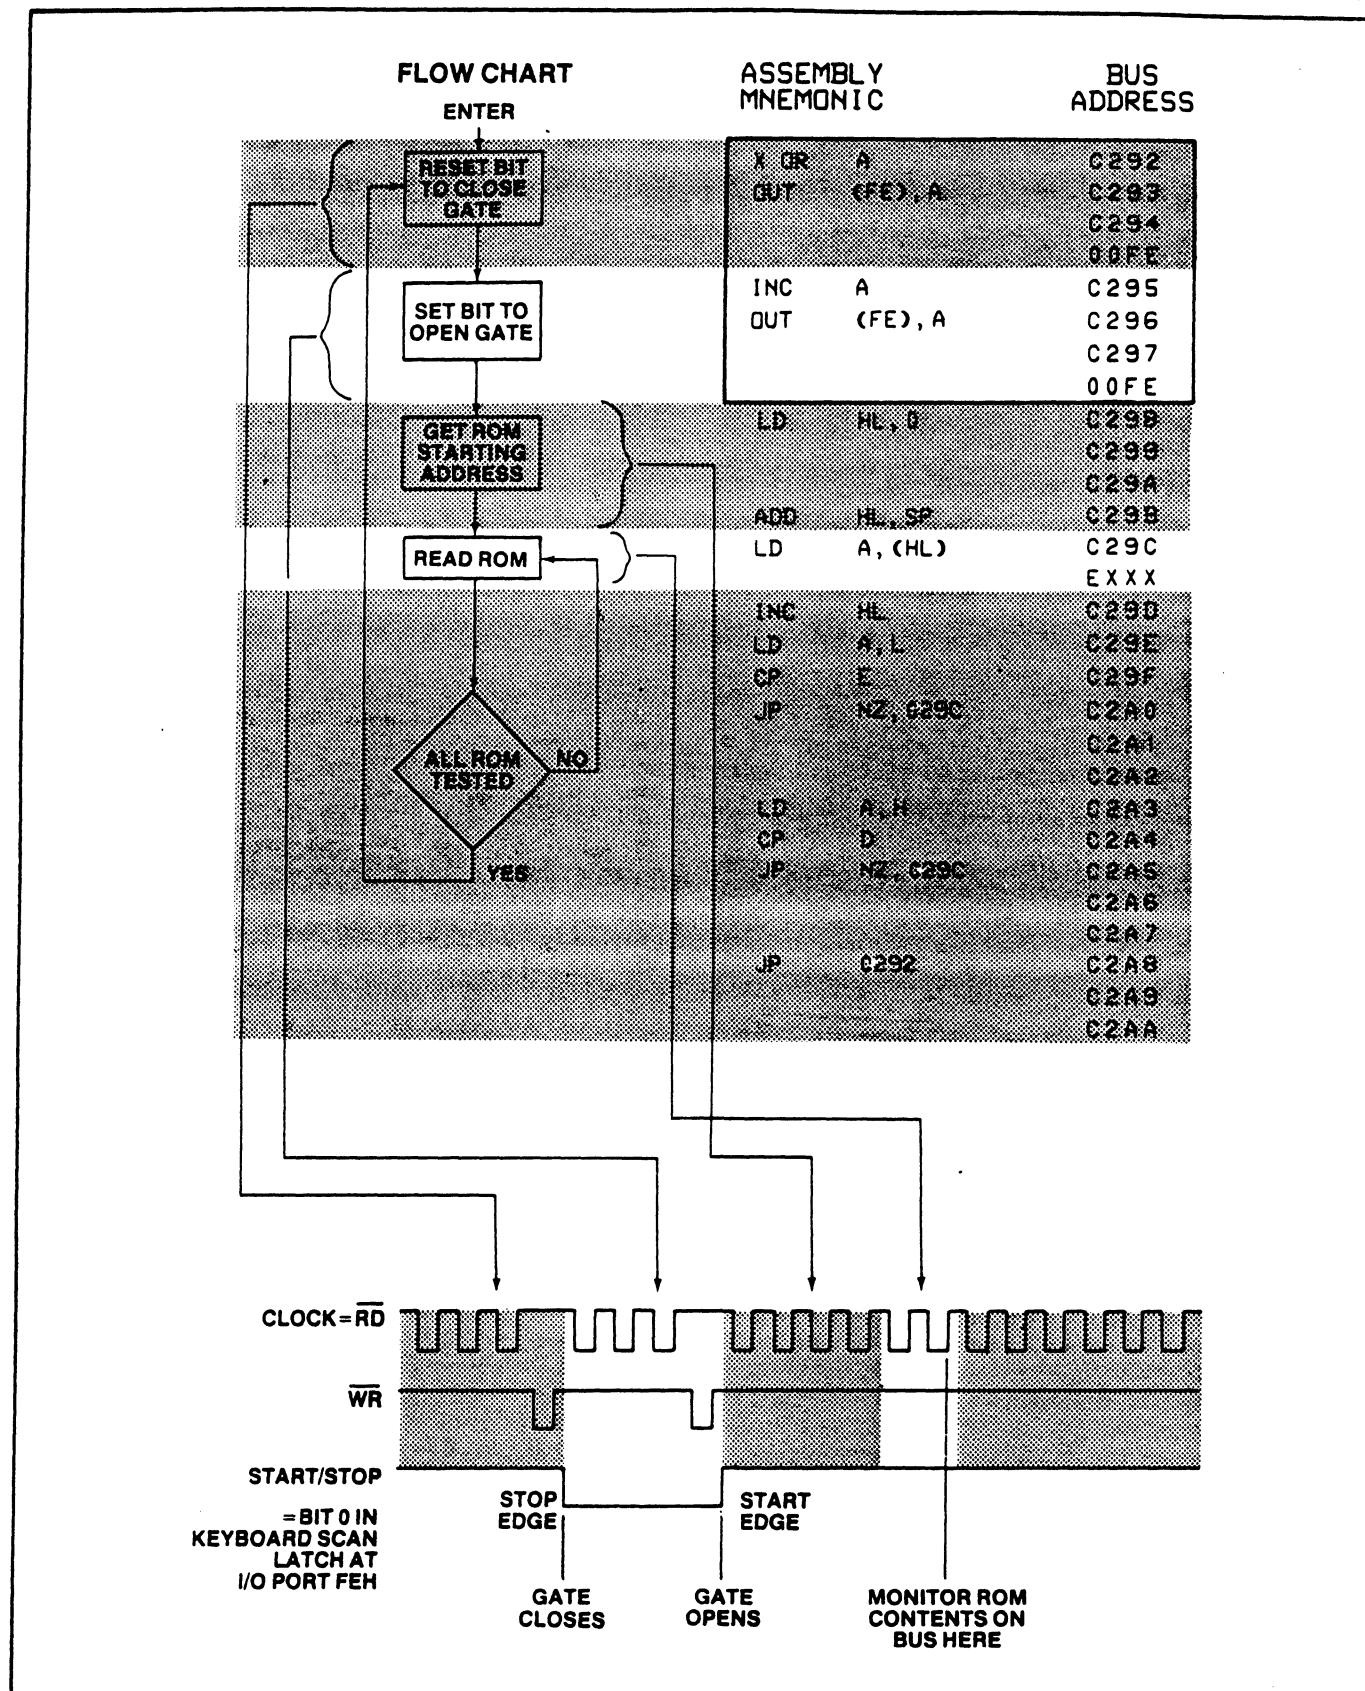 FLOW CHART
ENTER
RESET BIT
TO CLOSE
GATE
SET BIT TO
OPEN GATE
GET ROM
STARTING
ADDRESS
READ ROM
ALL ROM
TESTED
NO
YES
ASSEMBLY MNEMONIC BUS ADDRESS
X OR A C292
OUT (FE), A C293
C294
00FE
INC A C295
OUT (FE), A C296
C297
00FE
LD HL, 0 C298
C299
C29A
ADD HL, SP C29B
LD A, (HL) C29C
EXXX
INC HL C29D
LD A, L C29E
CP E C29F
JP NZ, C29C C2A0
C2A1
C2A2
LD A, H C2A3
CP D C2A4
JP NZ, C29C C2A5
C2A6
C2A7
JP C292 C2A8
C2A9
C2AA
CLOCK = RD
WR
START/STOP
= BIT 0 IN
KEYBOARD SCAN
LATCH AT
I/O PORT FEH
STOP
EDGE
START
EDGE
GATE
CLOSES
GATE
OPENS
MONITOR ROM
CONTENTS ON
BUS HERE